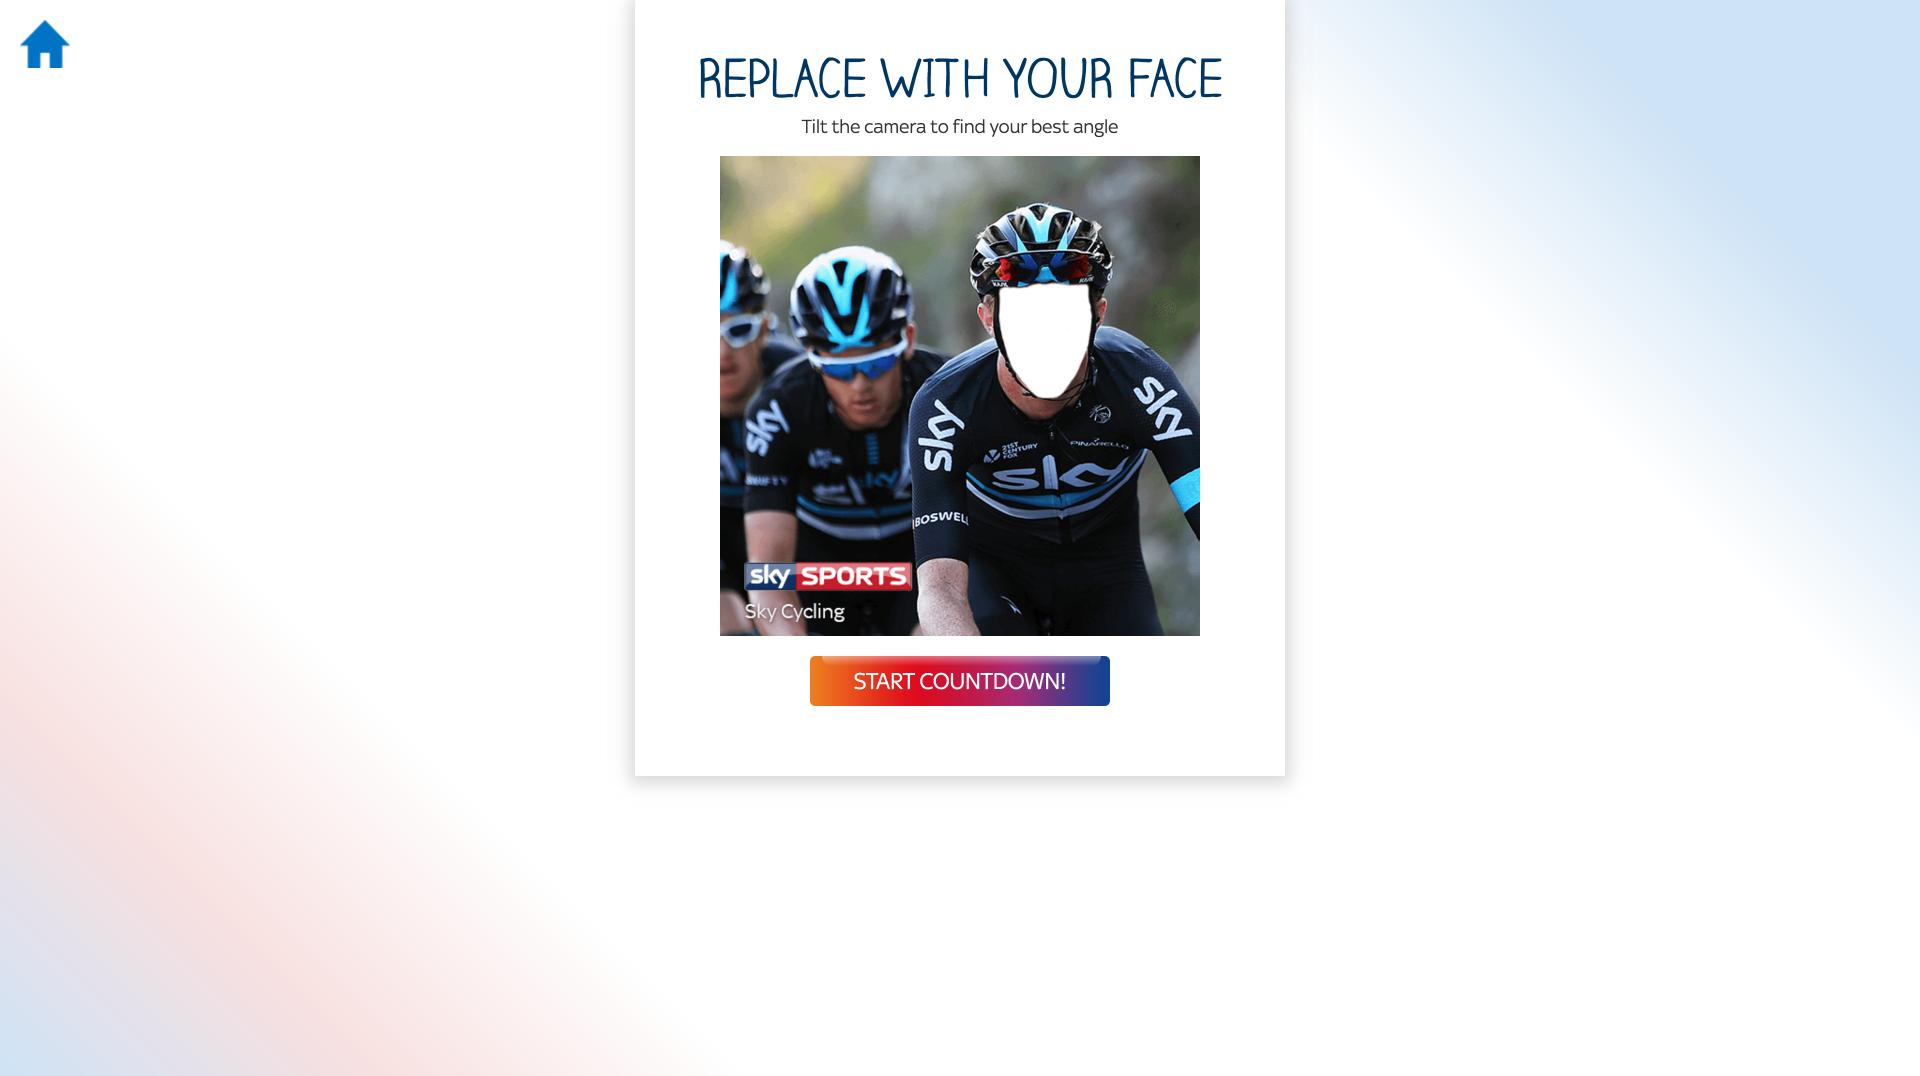 REPLACE WITH YOUR FACE
Tilt the camera to find your best angle
sky
sky
sky
21ST CENTURY FOX
PINARELLO
sky
SKY
BOSWELL
sky SPORTS
Sky Cycling
START COUNTDOWN!